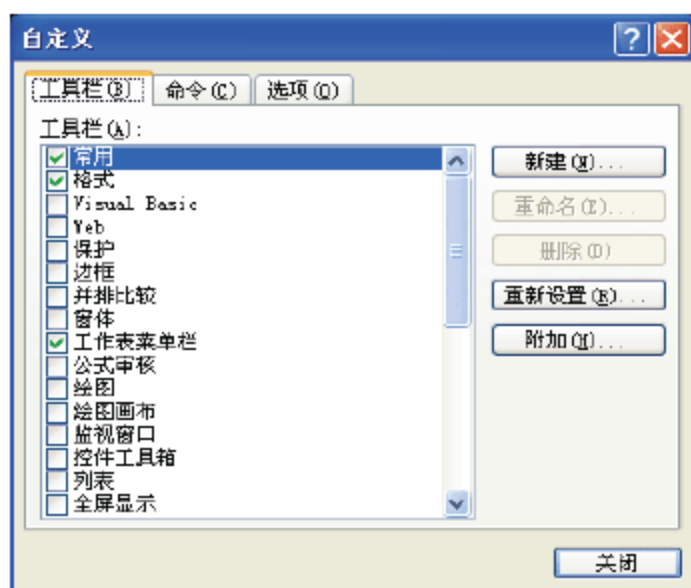 自定义
工具栏(B) 命令(C) 选项(O)
工具栏(A):
常用
格式
Visual Basic
Web
保护
边框
并排比较
窗体
工作表菜单栏
公式审核
绘图
绘图画布
监视窗口
控件工具箱
列表
全屏显示
新建(N)...
重命名(E)...
删除(D)
重新设置(R)...
附加(H)...
关闭